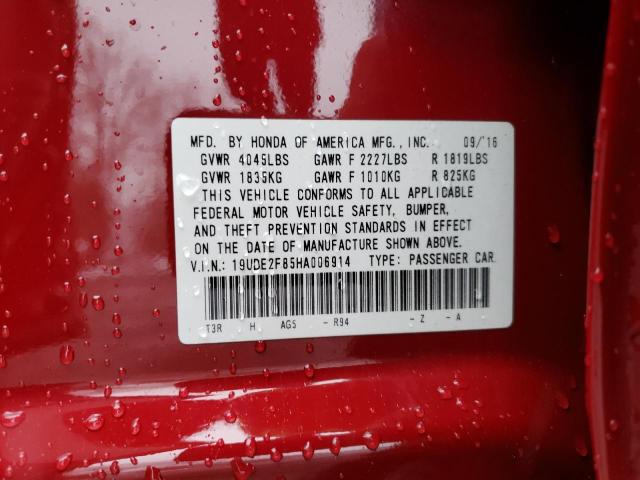 MFD. BY HONDA OF AMERICA MFG., INC. 09/'16
GVWR 4045LBS GAWR F 2227LBS R 1819LBS
GVWR 1835KG GAWR F 1010KG R 825KG
THIS VEHICLE CONFORMS TO ALL APPLICABLE
FEDERAL MOTOR VEHICLE SAFETY, BUMPER,
AND THEFT PREVENTION STANDARDS IN EFFECT
ON THE DATE OF MANUFACTURE SHOWN ABOVE.
V.I.N.: 19UDE2F85HA006914 TYPE: PASSENGER CAR
T3R H AGS - R94 - Z - A